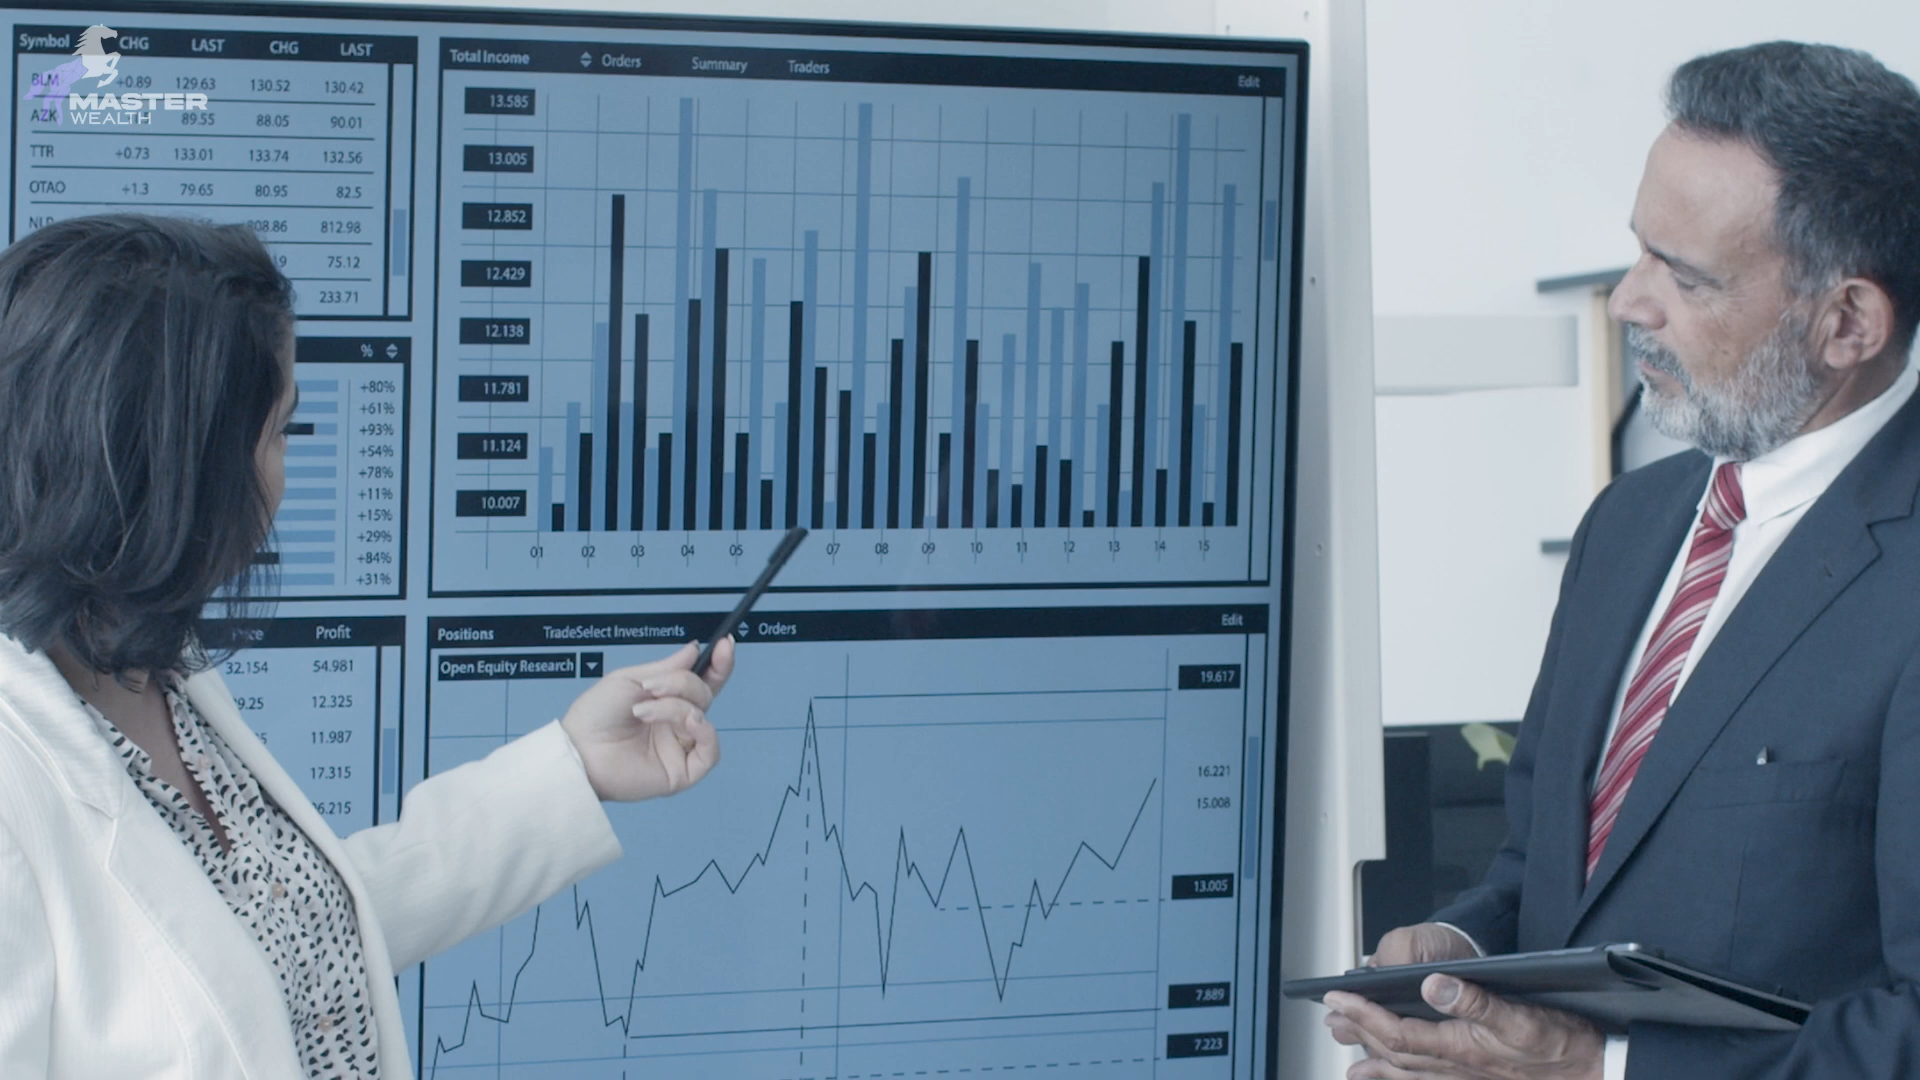 Symbol CHG LAST CHG LAST
BLM +0.89 129.63 130.52 130.42
AZK 89.55 88.05 90.01
TTR +0.73 133.01 133.74 132.56
OTAO +1.3 79.65 80.95 82.5
812.98
75.12
233.71
MASTER
WEALTH
%
+80%
+61%
+93%
+54%
+78%
+11%
+15%
+29%
+84%
+31%
Profit
32.154 54.981
12.325
11.987
17.315
Total Income Orders Summary Traders Edit
13.585
13.005
12.852
12.429
12.138
11.781
11.124
10.007
01 02 03 04 05 07 08 09 10 11 12 13 14 15
Positions TradeSelect Investments Orders Edit
Open Equity Research
19.617
16.221
15.008
13.005
7.889
7.223